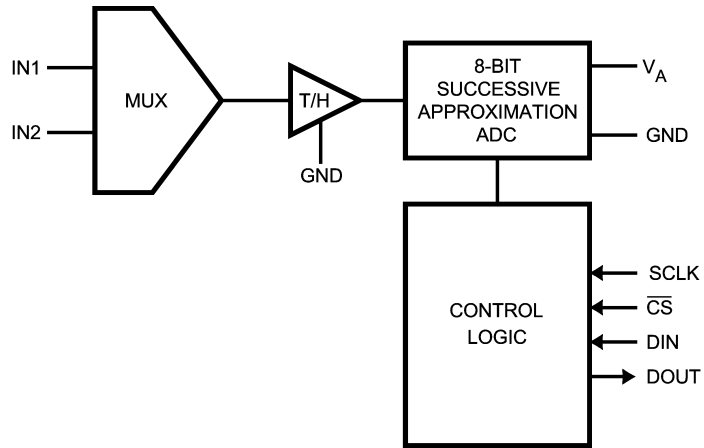 IN1
IN2
MUX
T/H
GND
8-BIT
SUCCESSIVE
APPROXIMATION
ADC
VA
GND
CONTROL
LOGIC
SCLK
CS
DIN
DOUT